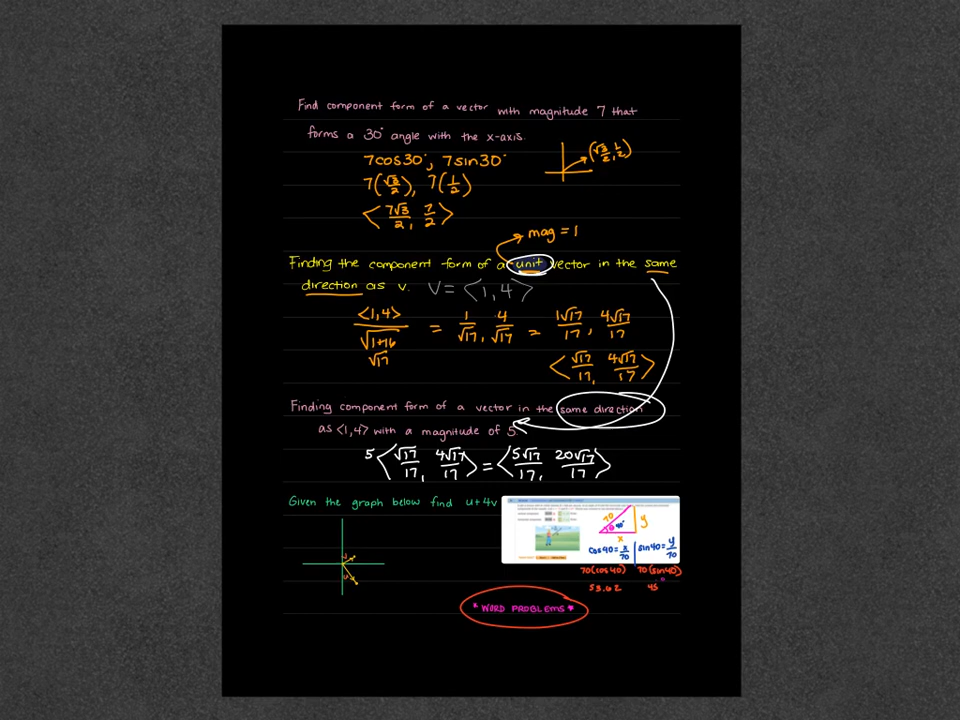 Find component form of a vector with magnitude 7 that
forms a 30° angle with the x-axis.
7cos30°, 7sin30°
(√3/2, 1/2)
7(√3/2), 7(1/2)
<7√3/2, 7/2>
mag = 1
Finding the component form of a unit vector in the same
direction as v. V = <1, 4>
<1,4>/√1+16 = 1/√17, 4/√17 = 1√17/17, 4√17/17
√17
<√17/17, 4√17/17>
Finding component form of a vector in the same direction
as <1,4> with a magnitude of 5.
5<√17/17, 4√17/17> = <5√17/17, 20√17/17>
Given the graph below find u+4v
70
40°
y
x
cos40=x/70 sin40=y/70
70(cos40) 70(sin40)
53.62 45
* WORD PROBLEMS *